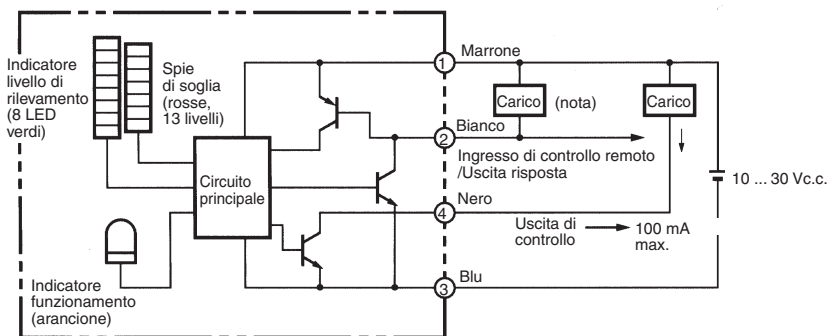 Indicatore
livello di
rilevamento
(8 LED
verdi)
Spie
di soglia
(rosse,
13 livelli)
Circuito
principale
Indicatore
funzionamento
(arancione)
1
Marrone
Carico
(nota)
Carico
2
Bianco
Ingresso di controllo remoto
/Uscita risposta
10 ... 30 Vc.c.
4
Nero
Uscita di
controllo
100 mA
max.
3
Blu